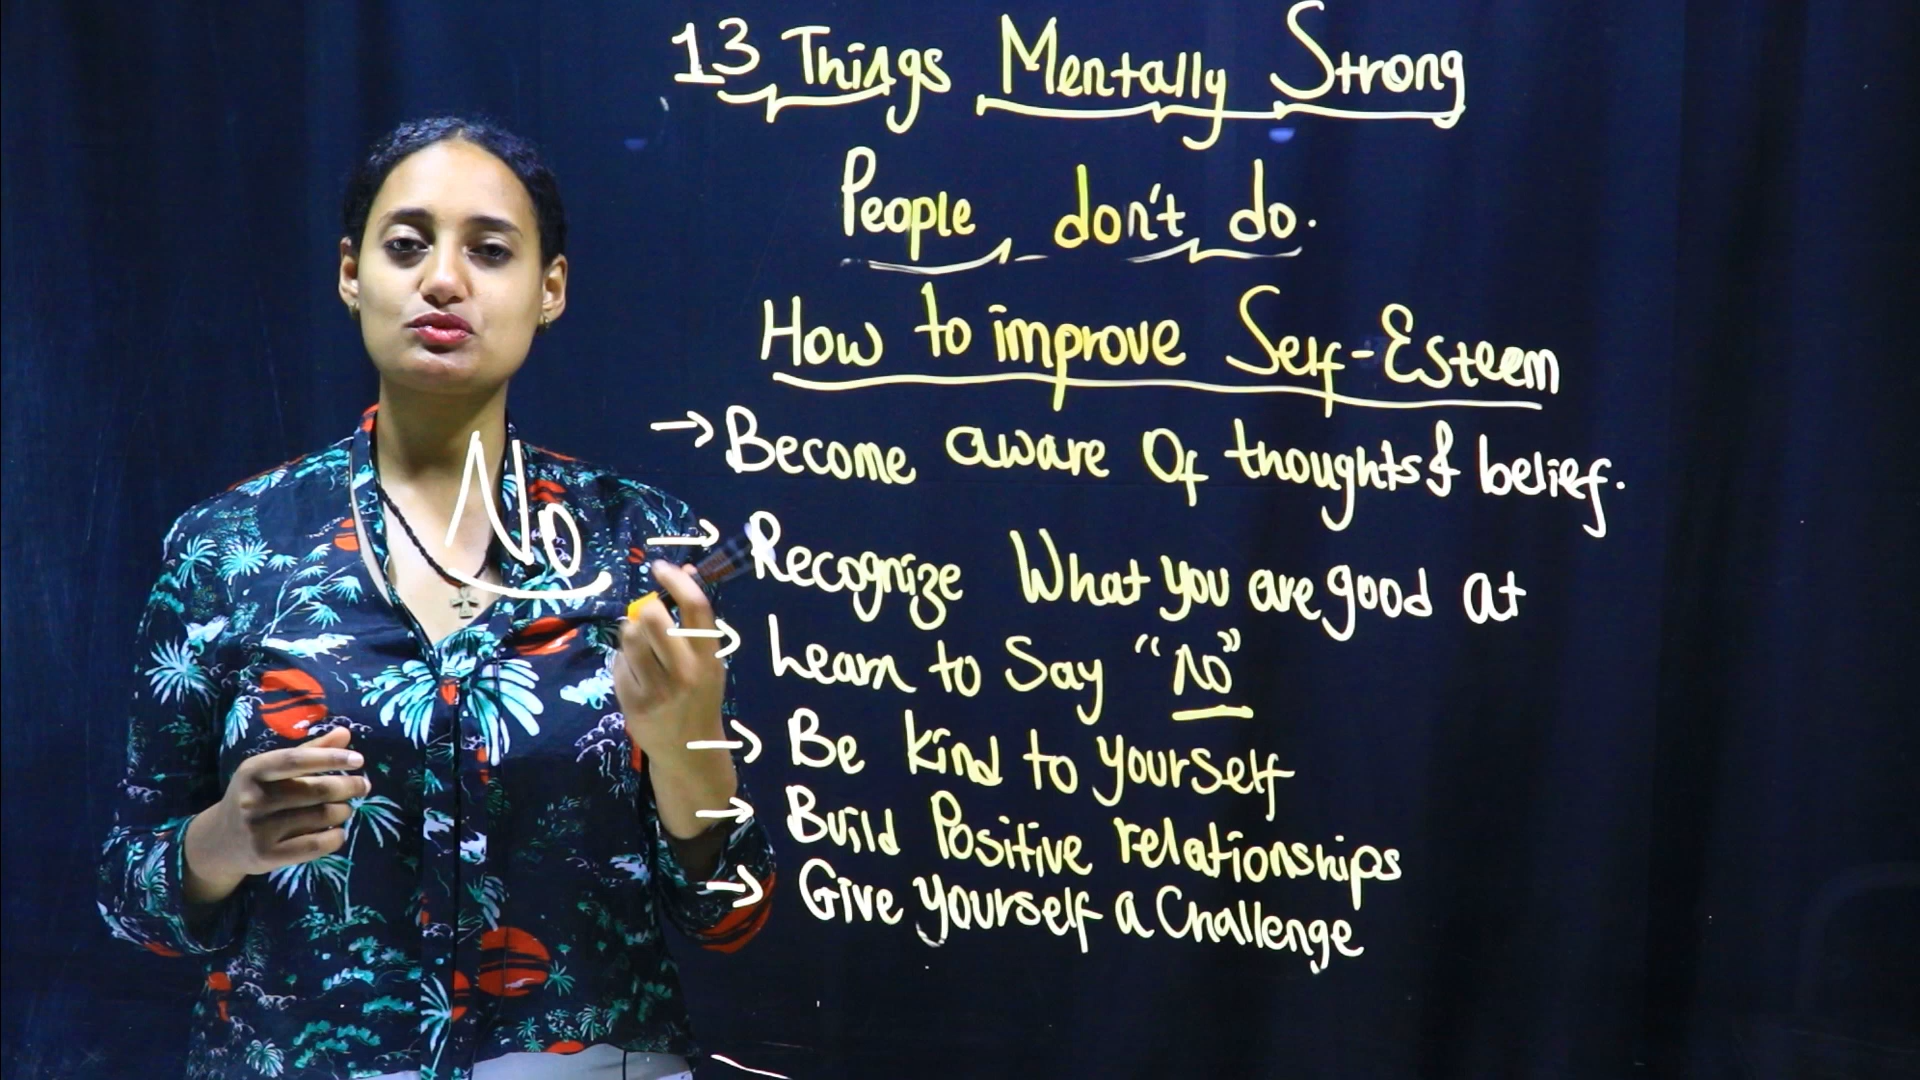 13 Things Mentally Strong
People don't do.
How to improve Self-Esteem
→ Become aware Of thoughts & belief.
No
→ Recognize What you are good at
→ Learn to Say "No"
→ Be kind to yourself
→ Build Positive relationships
→ Give yourself a Challenge